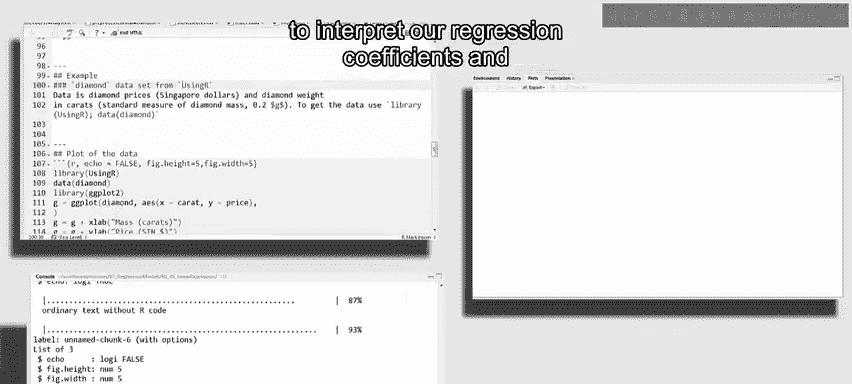 to interpret our regression
coefficients and
Knit HTML
96
97
98 ---
99 ## Example
100 ### `diamond` data set from `UsingR`
101 Data is diamond prices (Singapore dollars) and diamond weight
102 in carats (standard measure of diamond mass, 0.2 $g$). To get the data use `library
(UsingR); data(diamond)`
103
104
105 ---
106 ## Plot of the data
107 ```{r, echo = FALSE, fig.height=5,fig.width=5}
108 library(UsingR)
109 data(diamond)
110 library(ggplot2)
111 g = ggplot(diamond, aes(x = carat, y = price),
112 )
113 g = g + xlab("Mass (carats)")
R Markdown
Environment History Plots Presentation
Export
Console
|......................................................... | 87%
ordinary text without R code
|............................................................. | 93%
label: unnamed-chunk-6 (with options)
List of 3
$ echo : logi FALSE
$ fig.height: num 5
$ fig.width : num 5